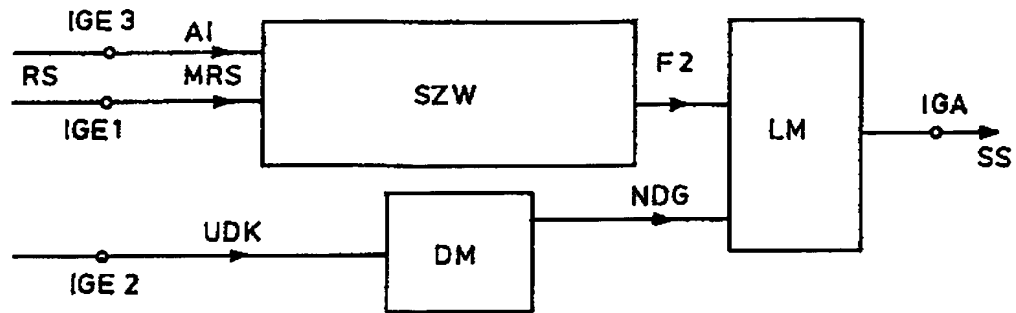 IGE 3
AI
RS
MRS
IGE1
SZW
F2
LM
IGA
SS
NDG
UDK
DM
IGE 2